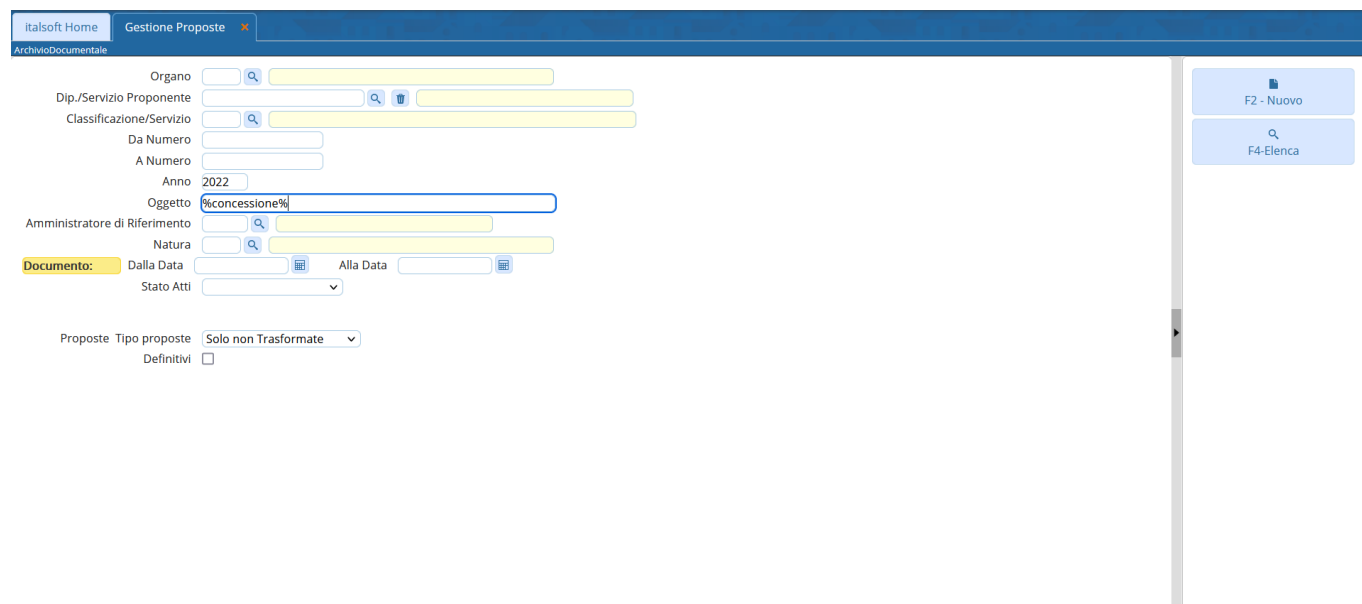 italsoft Home
Gestione Proposte
ArchivioDocumentale
Organo
Dip./Servizio Proponente
Classificazione/Servizio
Da Numero
A Numero
Anno 2022
Oggetto %concessione%
Amministratore di Riferimento
Natura
Documento: Dalla Data Alla Data
Stato Atti
Proposte Tipo proposte Solo non Trasformate
Definitivi
F2 - Nuovo
F4-Elenca